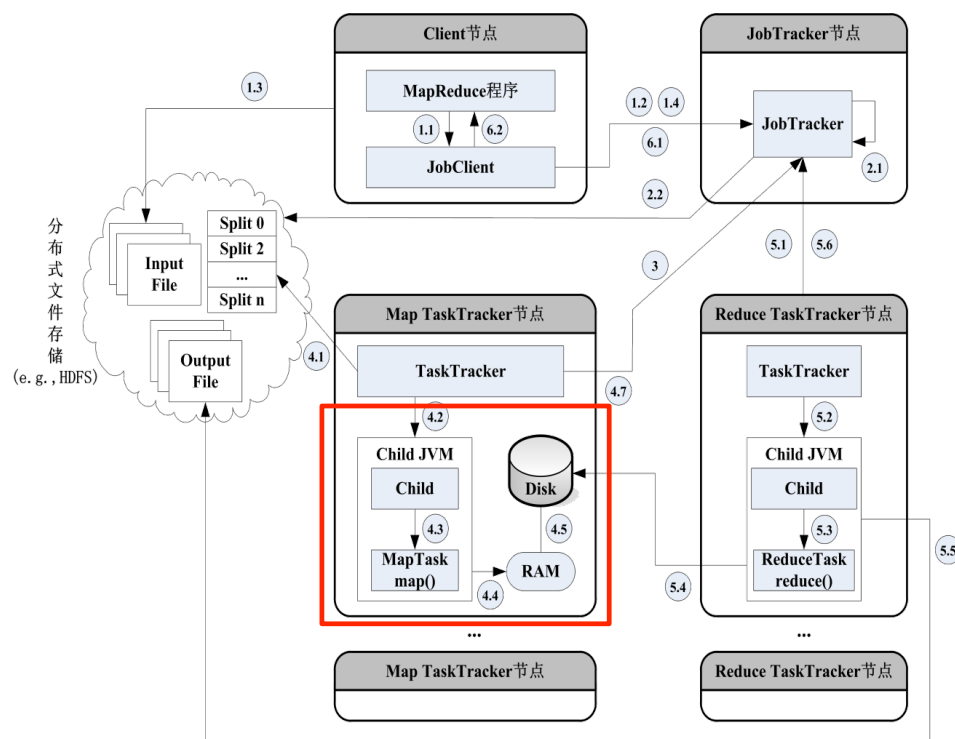 Client节点
MapReduce程序
1.1
6.2
JobClient
JobTracker节点
JobTracker
2.1
1.3
1.2
1.4
6.1
2.2
3
5.1
5.6
分
布
式
文
件
存
储
(e.g.,HDFS)
Input
File
Split 0
Split 2
...
Split n
Output
File
4.1
Map TaskTracker节点
TaskTracker
4.7
4.2
Child JVM
Child
4.3
MapTask
map()
4.4
RAM
4.5
Disk
...
Map TaskTracker节点
Reduce TaskTracker节点
TaskTracker
5.2
Child JVM
Child
5.3
ReduceTask
reduce()
5.4
5.5
...
Reduce TaskTracker节点